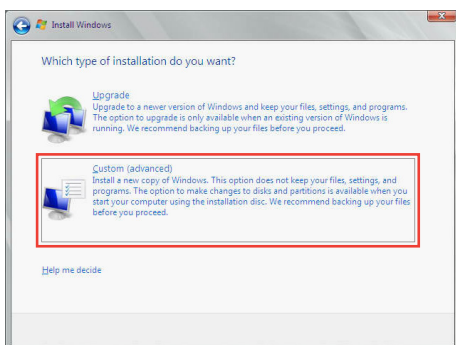 Install Windows
Which type of installation do you want?
Upgrade
Upgrade to a newer version of Windows and keep your files, settings, and programs.
The option to upgrade is only available when an existing version of Windows is
running. We recommend backing up your files before you proceed.
Custom (advanced)
Install a new copy of Windows. This option does not keep your files, settings, and
programs. The option to make changes to disks and partitions is available when you
start your computer using the installation disc. We recommend backing up your files
before you proceed.
Help me decide